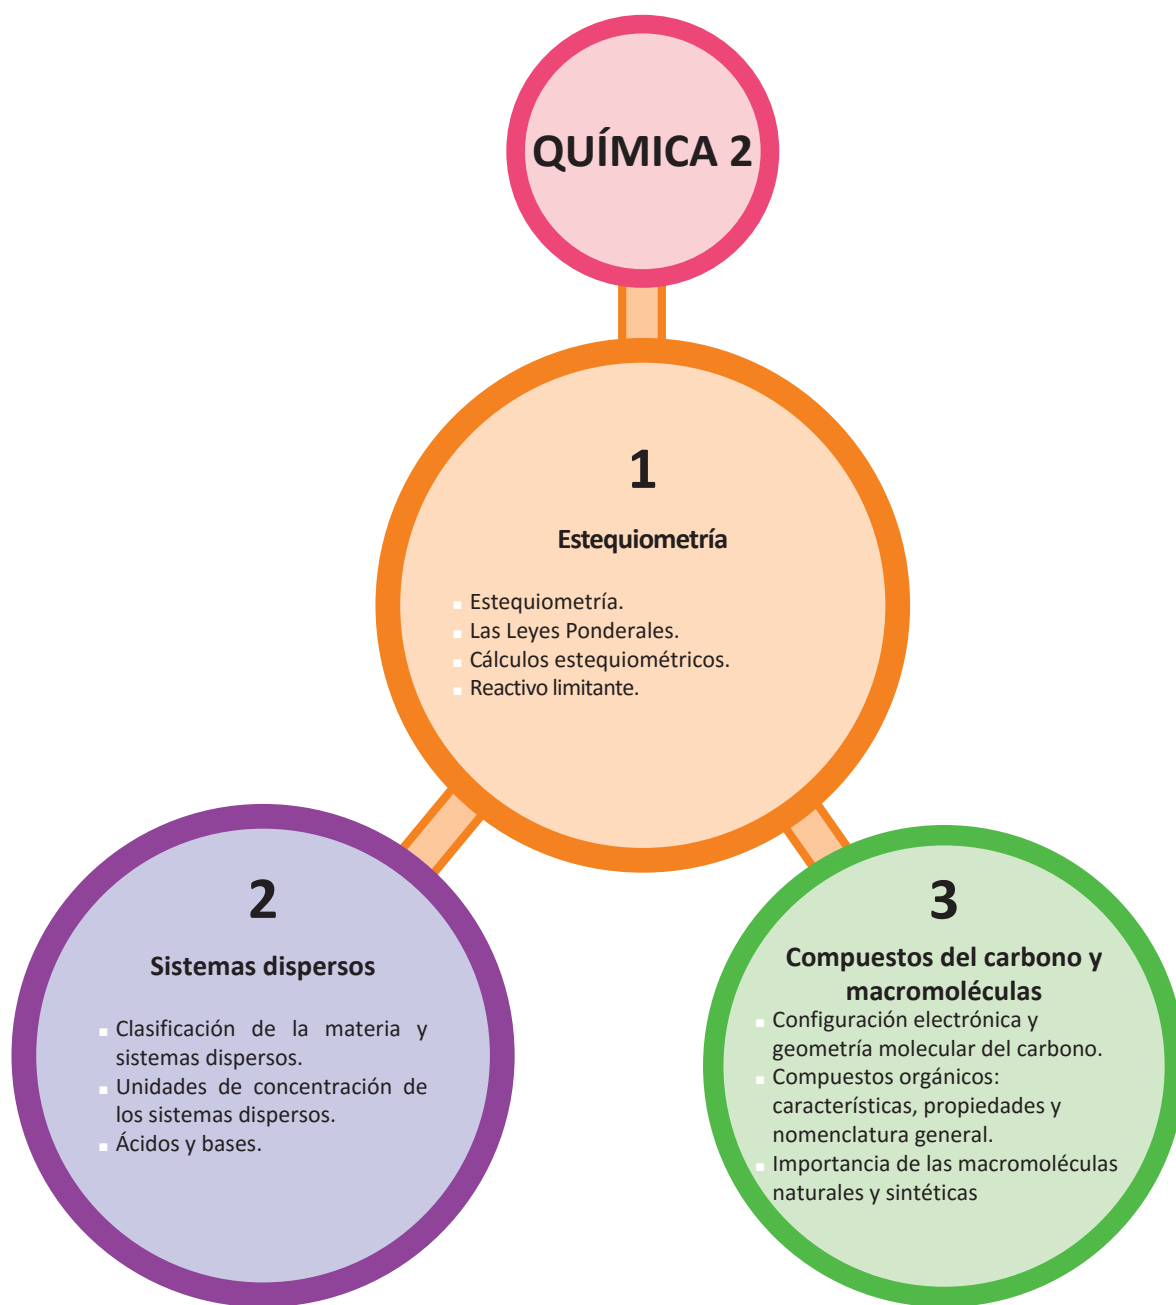 QUÍMICA 2
1
Estequiometría
Estequiometría.
Las Leyes Ponderales.
Cálculos estequiométricos.
Reactivo limitante.
2
Sistemas dispersos
Clasificación de la materia y
sistemas dispersos.
Unidades de concentración de
los sistemas dispersos.
Ácidos y bases.
3
Compuestos del carbono y
macromoléculas
Configuración electrónica y
geometría molecular del carbono.
Compuestos orgánicos:
características, propiedades y
nomenclatura general.
Importancia de las macromoléculas
naturales y sintéticas